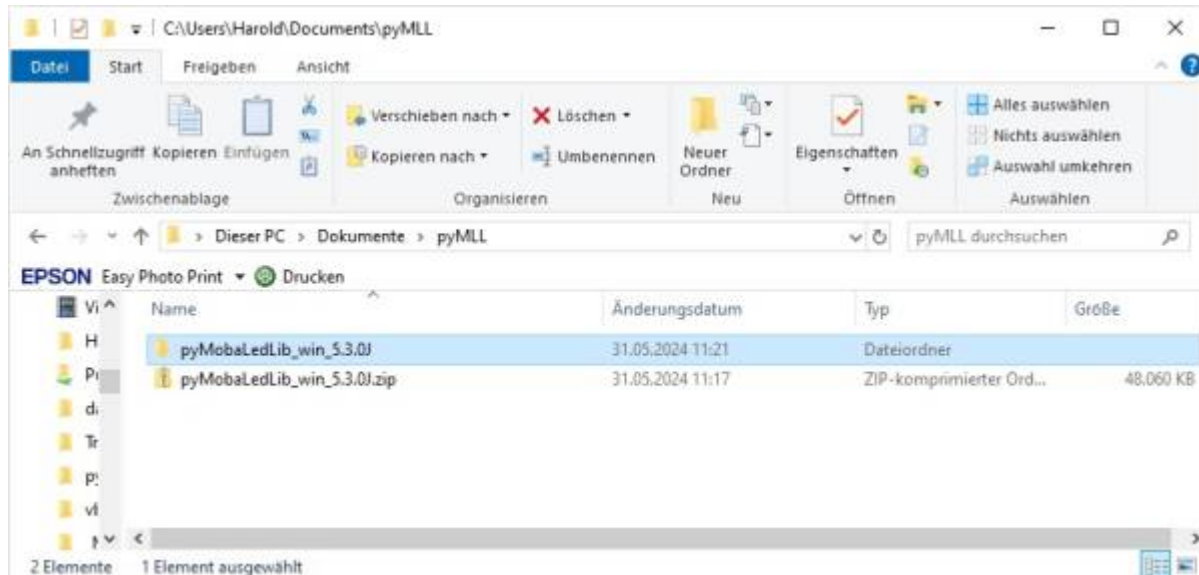 C:\Users\Harold\Documents\pyMLL
Datei Start Freigeben Ansicht
An Schnellzugriff anheften
Kopieren
Einfügen
Verschieben nach
Kopieren nach
Löschen
Umbenennen
Neuer Ordner
Eigenschaften
Alles auswählen
Nichts auswählen
Auswahl umkehren
Zwischenablage Organisieren Neu Öffnen Auswählen
Dieser PC > Dokumente > pyMLL
pyMLL durchsuchen
EPSON Easy Photo Print Drucken
Name Änderungsdatum Typ Größe
pyMobaLedLib_win_5.3.0J 31.05.2024 11:21 Dateiordner
pyMobaLedLib_win_5.3.0J.zip 31.05.2024 11:17 ZIP-komprimierter Ord... 48.060 KB
Vi
H
da
Tr
2 Elemente 1 Element ausgewählt